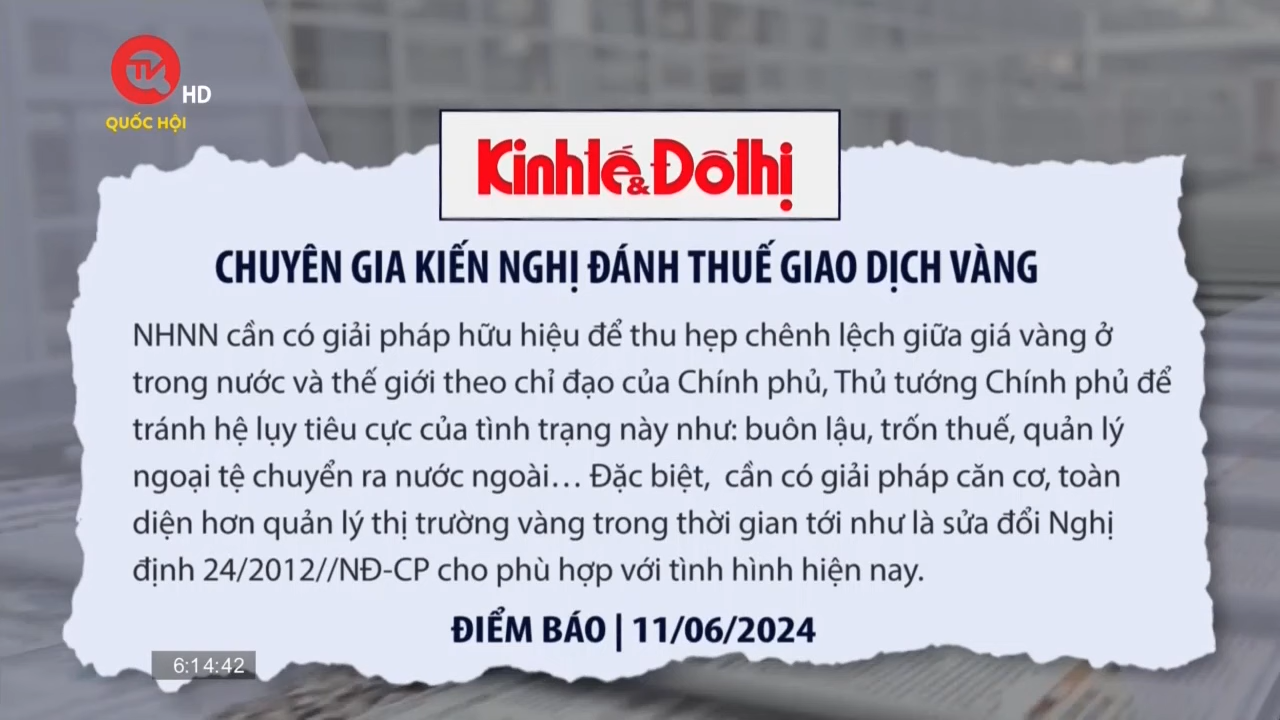 HD
QUỐC HỘI
Kinh tế & Đô thị
CHUYÊN GIA KIẾN NGHỊ ĐÁNH THUẾ GIAO DỊCH VÀNG
NHNN cần có giải pháp hữu hiệu để thu hẹp chênh lệch giữa giá vàng ở
trong nước và thế giới theo chỉ đạo của Chính phủ, Thủ tướng Chính phủ để
tránh hệ lụy tiêu cực của tình trạng này như: buôn lậu, trốn thuế, quản lý
ngoại tệ chuyển ra nước ngoài… Đặc biệt,  cần có giải pháp căn cơ, toàn
diện hơn quản lý thị trường vàng trong thời gian tới như là sửa đổi Nghị
định 24/2012//NĐ-CP cho phù hợp với tình hình hiện nay.
ĐIỂM BÁO | 11/06/2024
6:14:42